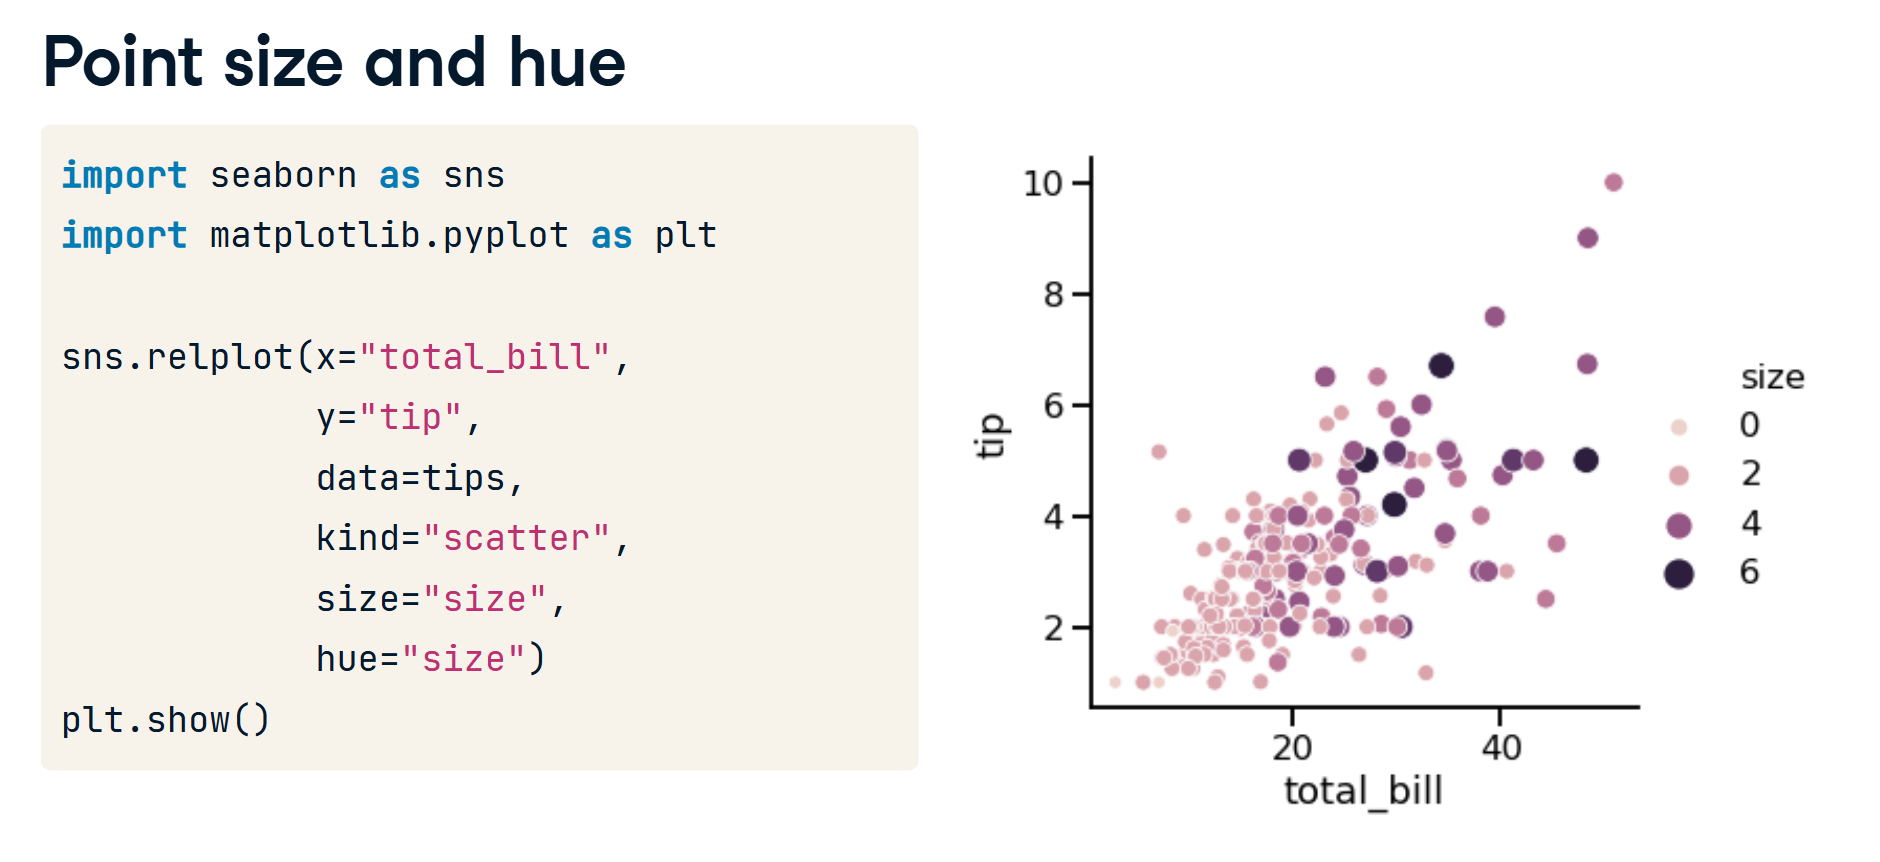 Point size and hue
import seaborn as sns
import matplotlib.pyplot as plt
sns.relplot(x="total_bill",
y="tip",
data=tips,
kind="scatter",
size="size",
hue="size")
plt.show()
10
8
6
4
2
tip
20 40
total_bill
size
0
2
4
6